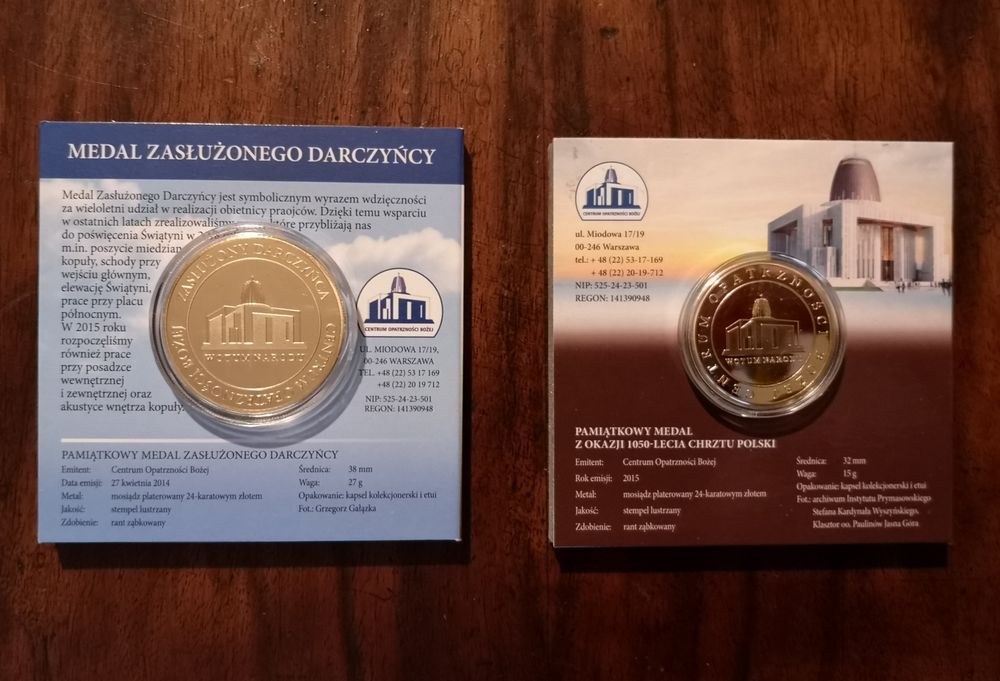 MEDAL ZASŁUŻONEGO DARCZYŃCY
Medal Zasłużonego Darczyńcy jest symbolicznym wyrazem wdzięczności
za wieloletni udział w realizacji obietnicy praojców. Dzięki temu wsparciu
w ostatnich latach zrealizowaliśmy które przybliżają nas
do poświęcenia Świątyni w
m.in. poszycie miedzian
kopuły, schody przy
wejściu głównym,
elewację Świątyni,
prace przy placu
północnym.
W 2015 roku
rozpoczęliśmy
również prace
przy posadzce
wewnętrznej
i zewnętrznej oraz
akustyce wnętrza kopuły.
ZASŁUŻONY DARCZYŃCA
CENTRUM OPATRZNOŚCI BOŻEJ
WOTUM NARODU
CENTRUM OPATRZNOŚCI BOŻEJ
UL. MIODOWA 17/19,
00-246 WARSZAWA
TEL. +48 (22) 53 17 169
+48 (22) 20 19 712
NIP: 525-24-23-501
REGON: 141390948
PAMIĄTKOWY MEDAL ZASŁUŻONEGO DARCZYŃCY
Emitent: Centrum Opatrzności Bożej
Data emisji: 27 kwietnia 2014
Metal: mosiądz platerowany 24-karatowym złotem
Jakość: stempel lustrzany
Zdobienie: rant ząbkowany
Średnica: 38 mm
Waga: 27 g
Opakowanie: kapsel kolekcjonerski i etui
Fot.: Grzegorz Gałązka
CENTRUM OPATRZNOŚCI BOŻEJ
ul. Miodowa 17/19
00-246 Warszawa
tel.: + 48 (22) 53-17-169
+ 48 (22) 20-19-712
NIP: 525-24-23-501
REGON: 141390948
CENTRUM OPATRZNOŚCI BOŻEJ
WOTUM NARODU
PAMIĄTKOWY MEDAL
Z OKAZJI 1050-LECIA CHRZTU POLSKI
Emitent: Centrum Opatrzności Bożej
Rok emisji: 2015
Metal: mosiądz platerowany 24-karatowym złotem
Jakość: stempel lustrzany
Zdobienie: rant ząbkowany
Średnica: 32 mm
Waga: 15 g
Opakowanie: kapsel kolekcjonerski i etui
Fot.: archiwum Instytutu Prymasowskiego
Stefana Kardynała Wyszyńskiego,
Klasztor oo. Paulinów Jasna Góra